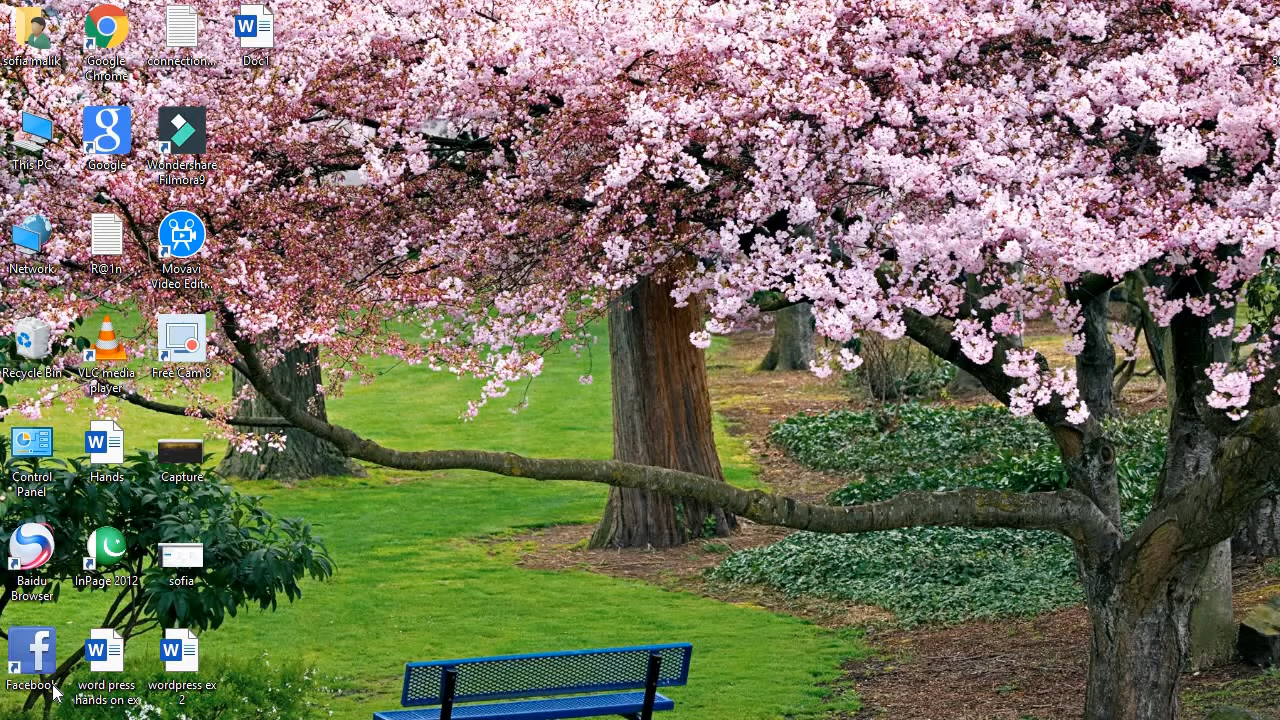 sofia malik
Google
Chrome
connection...
Doc1
This PC
Google
Wondershare
Filmora9
Network
R@1n
Movavi
Video Edit...
Recycle Bin
VLC media
player
Free Cam 8
Control
Panel
Hands
Capture
Baidu
Browser
InPage 2012
sofia
Facebook
word press
hands on ex
wordpress ex
2